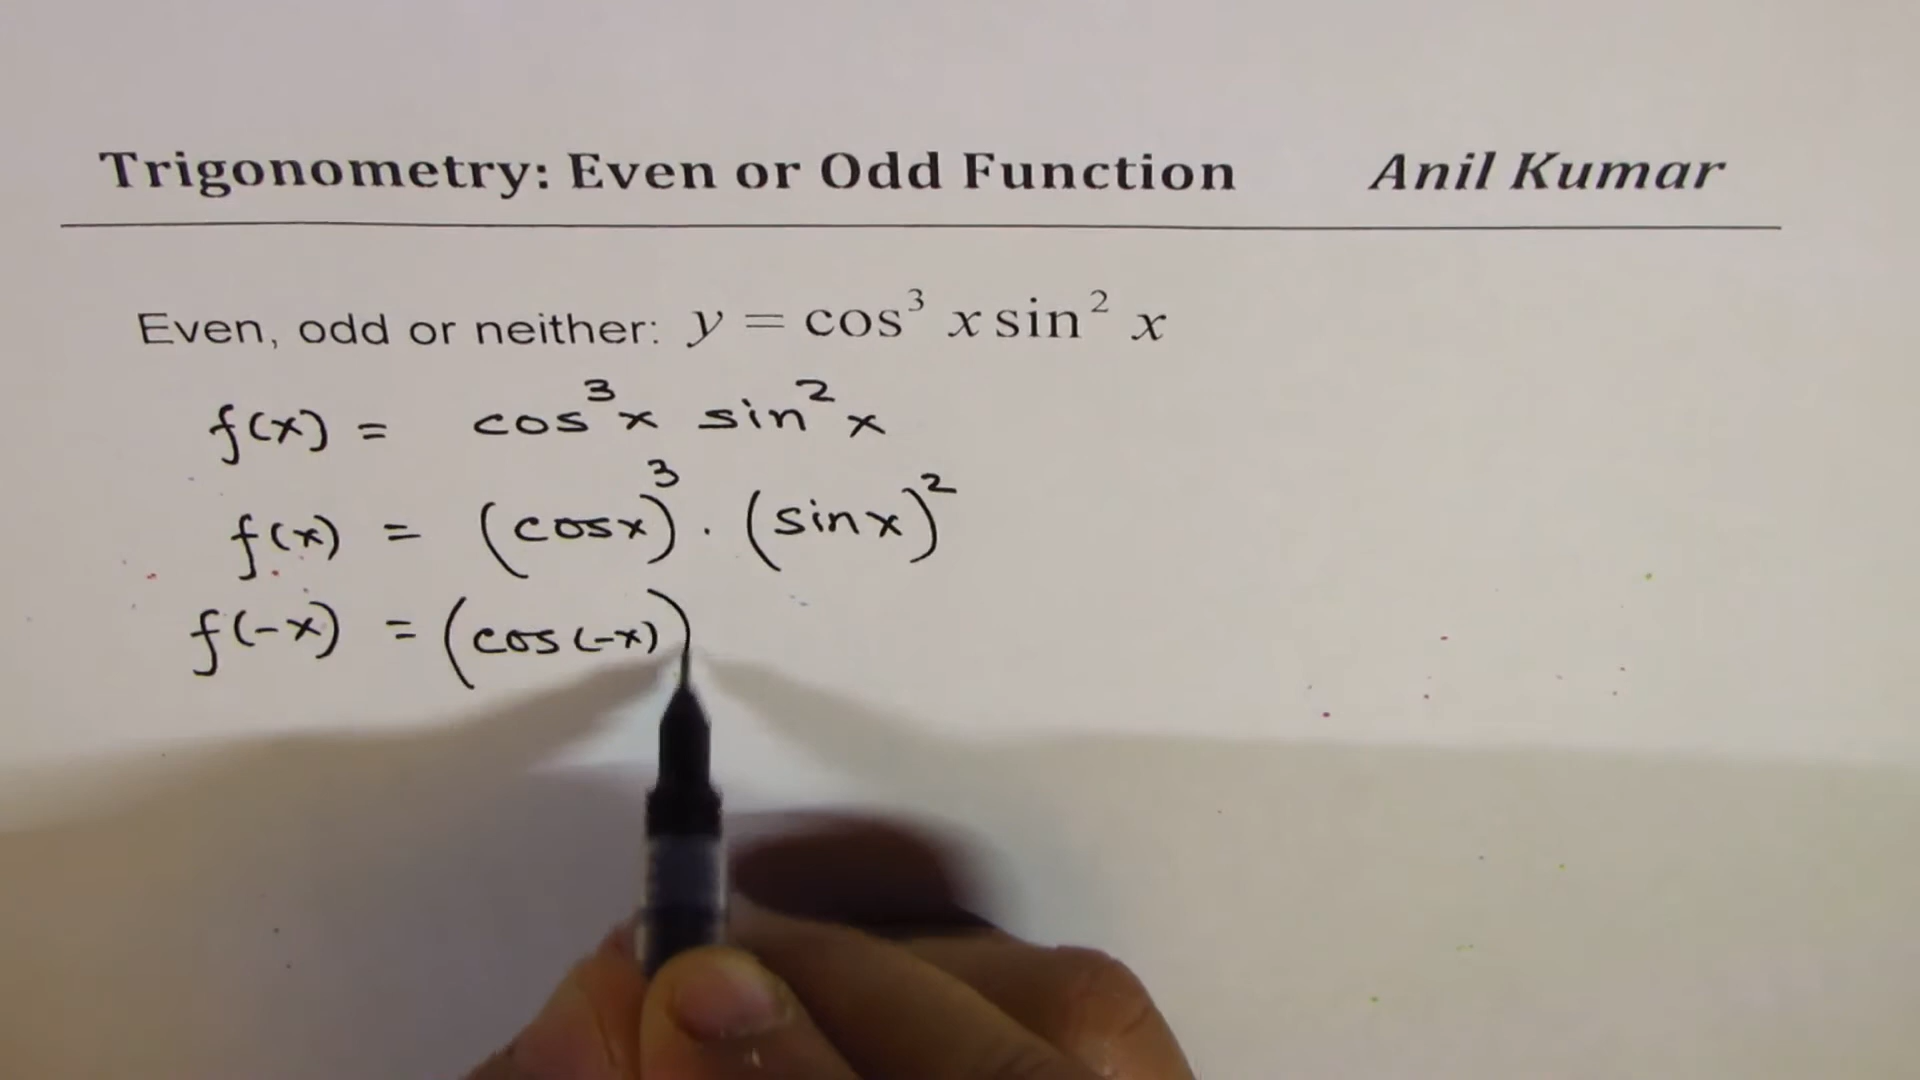 Trigonometry: Even or Odd Function Anil Kumar
Even, odd or neither: y = cos³ x sin² x
f(x) = cos³x sin²x
f(x) = (cosx)³ · (sinx)²
f(-x) = (cos(-x))